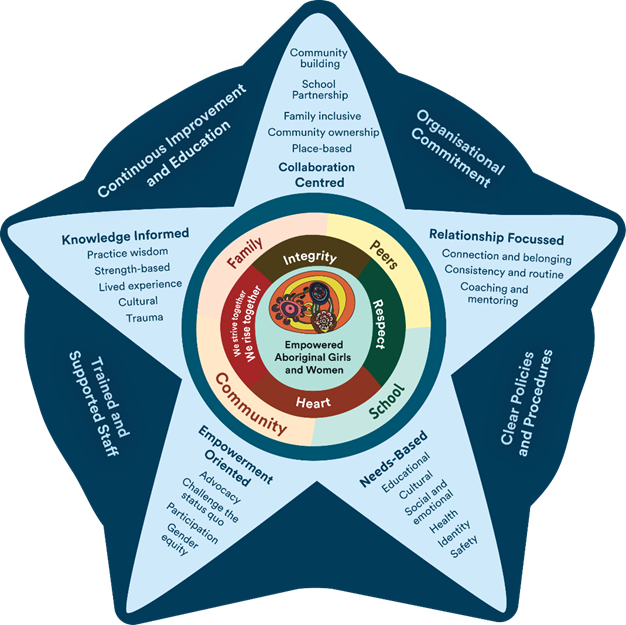 Community
building
School
Partnership
Family inclusive
Community ownership
Place-based
Collaboration
Centred
Continuous Improvement
and Education
Organisational
Commitment
Knowledge Informed
Practice wisdom
Strength-based
Lived experience
Cultural
Trauma
Relationship Focussed
Connection and belonging
Consistency and routine
Coaching and
mentoring
Family
Peers
School
Community
Integrity
Respect
Heart
We strive together
We rise together
Empowered
Aboriginal Girls
and Women
Trained and
Supported Staff
Clear Policies
and Procedures
Empowerment
Oriented
Advocacy
Challenge the
status quo
Participation
Gender
equity
Needs-Based
Educational
Cultural
Social and
emotional
Health
Identity
Safety